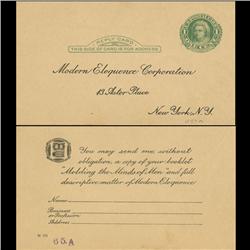 REPLY CARD
THIS SIDE OF CARD IS FOR ADDRESS
Modern Eloquence Corporation
13 Astor Place
New York, N.Y.
You may send me, without
obligation, a copy of your booklet
"Molding the Minds of Men" and full
descriptive matter of Modern Eloquence:
Name
Business
or Profession
Address
65A